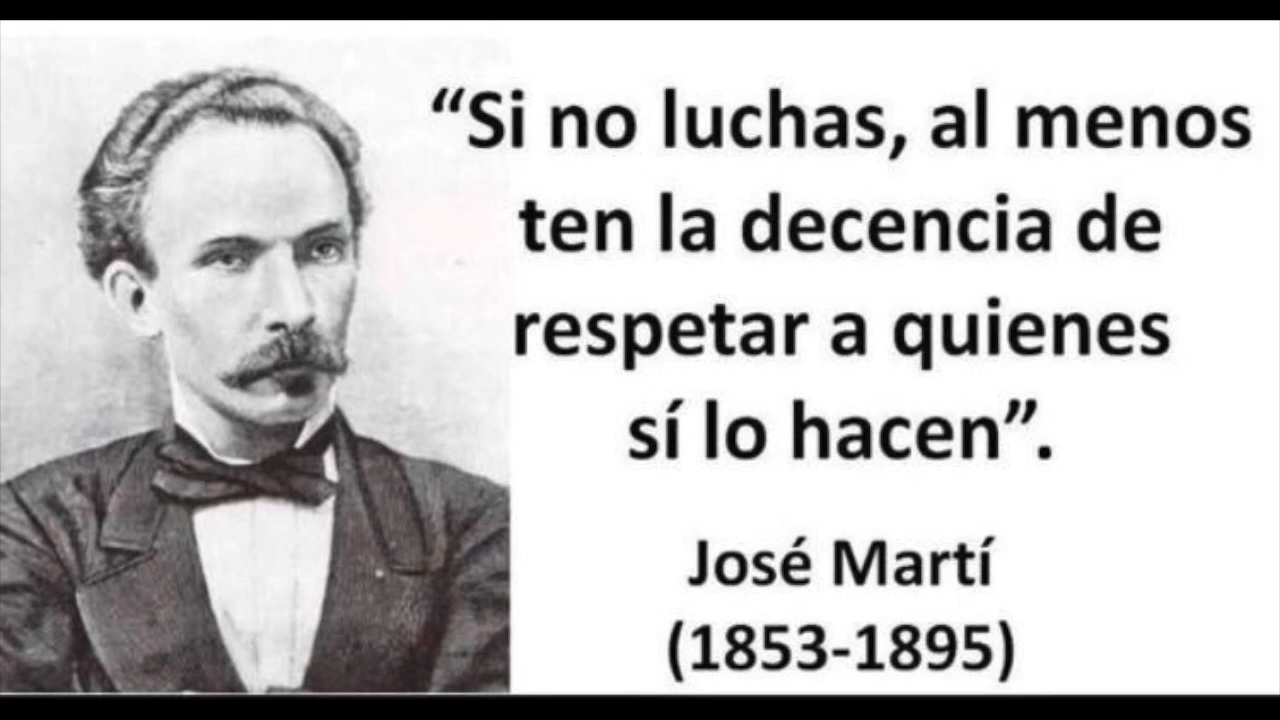 “Si no luchas, al menos
ten la decencia de
respetar a quienes
sí lo hacen”.
José Martí
(1853-1895)